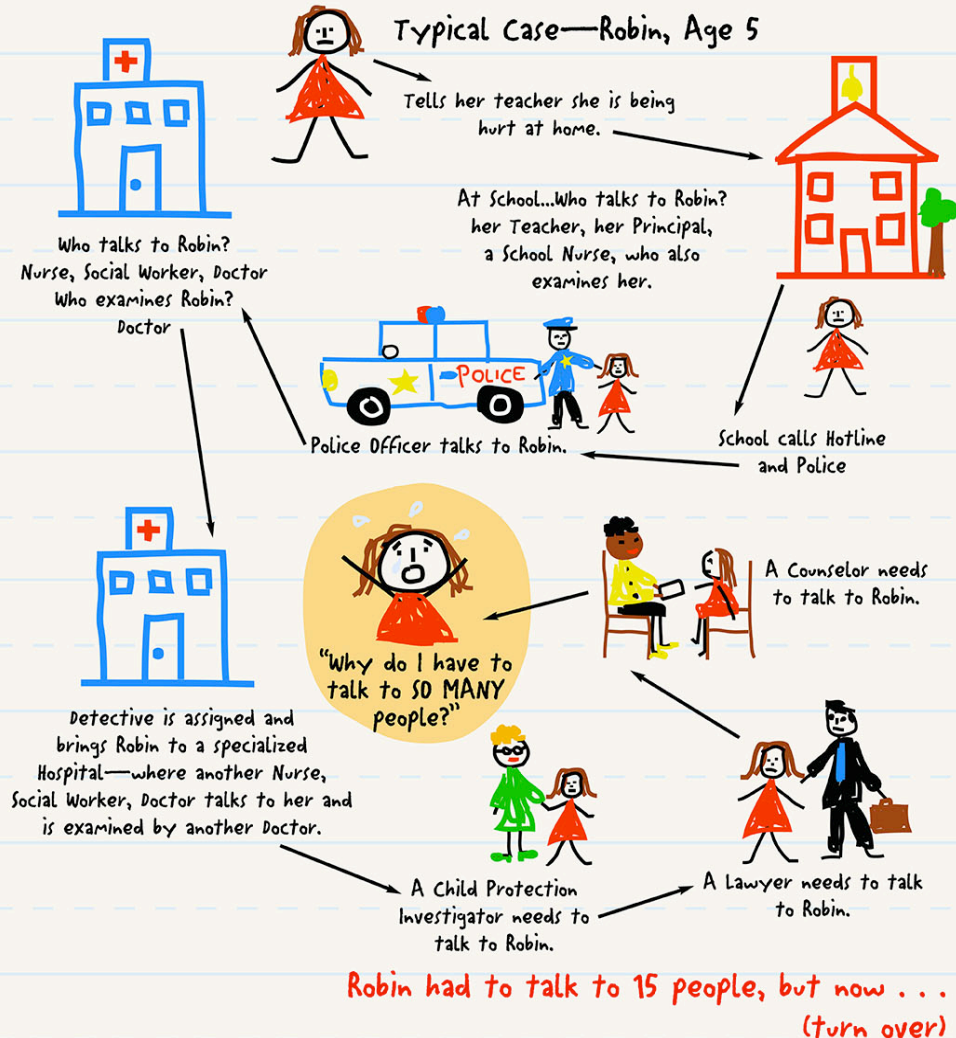 Typical Case—Robin, Age 5
Tells her teacher she is being
hurt at home.
At School...Who talks to Robin?
her Teacher, her Principal,
a School Nurse, who also
examines her.
School calls Hotline
and Police
POLICE
Police Officer talks to Robin.
Who talks to Robin?
Nurse, Social Worker, Doctor
Who examines Robin?
Doctor
Detective is assigned and
brings Robin to a specialized
Hospital—where another Nurse,
Social Worker, Doctor talks to her and
is examined by another Doctor.
A Child Protection
Investigator needs to
talk to Robin.
A Lawyer needs to talk
to Robin.
A Counselor needs
to talk to Robin.
"Why do I have to
talk to SO MANY
people?"
Robin had to talk to 15 people, but now . . .
(turn over)